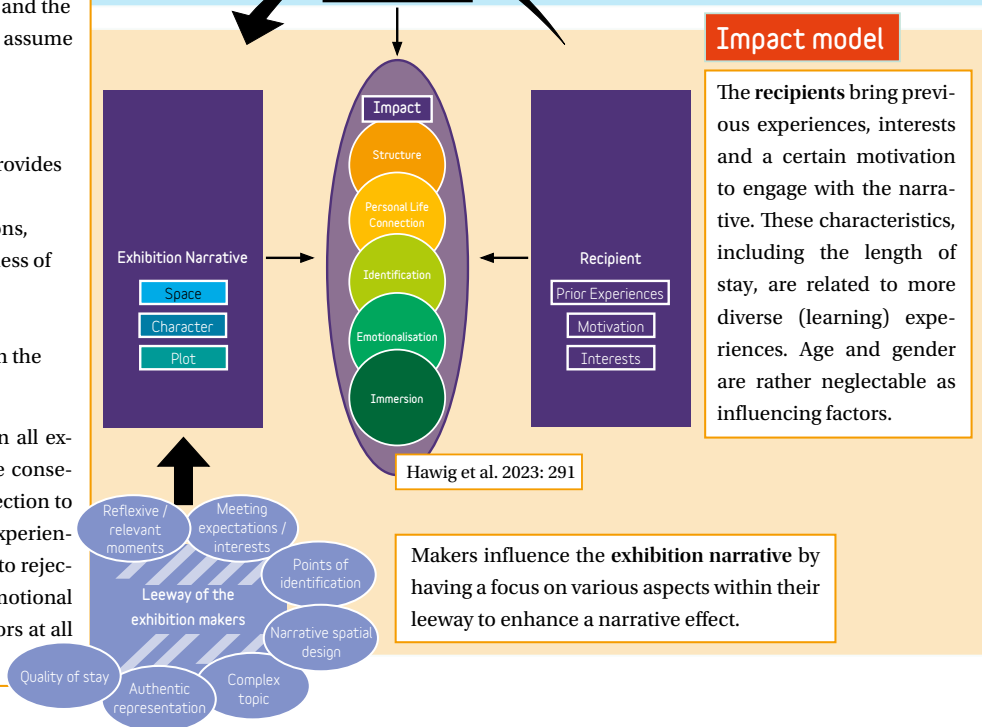 and the
assume
rovides
ons,
ess of
n the
n all ex-
e conse-
ection to
xperien-
to rejec-
motional
ors at all
Impact model
The recipients bring previ-
ous experiences, interests
and a certain motivation
to engage with the narra-
tive. These characteristics,
including the length of
stay, are related to more
diverse (learning) expe-
riences. Age and gender
are rather neglectable as
influencing factors.
Impact
Structure
Personal Life
Connection
Identification
Emotionalisation
Immersion
Exhibition Narrative
Space
Character
Plot
Recipient
Prior Experiences
Motivation
Interests
Hawig et al. 2023: 291
Reflexive /
relevant
moments
Meeting
expectations /
interests
Points of
identification
Leeway of the
exhibition makers
Narrative spatial
design
Quality of stay
Authentic
representation
Complex
topic
Makers influence the exhibition narrative by
having a focus on various aspects within their
leeway to enhance a narrative effect.